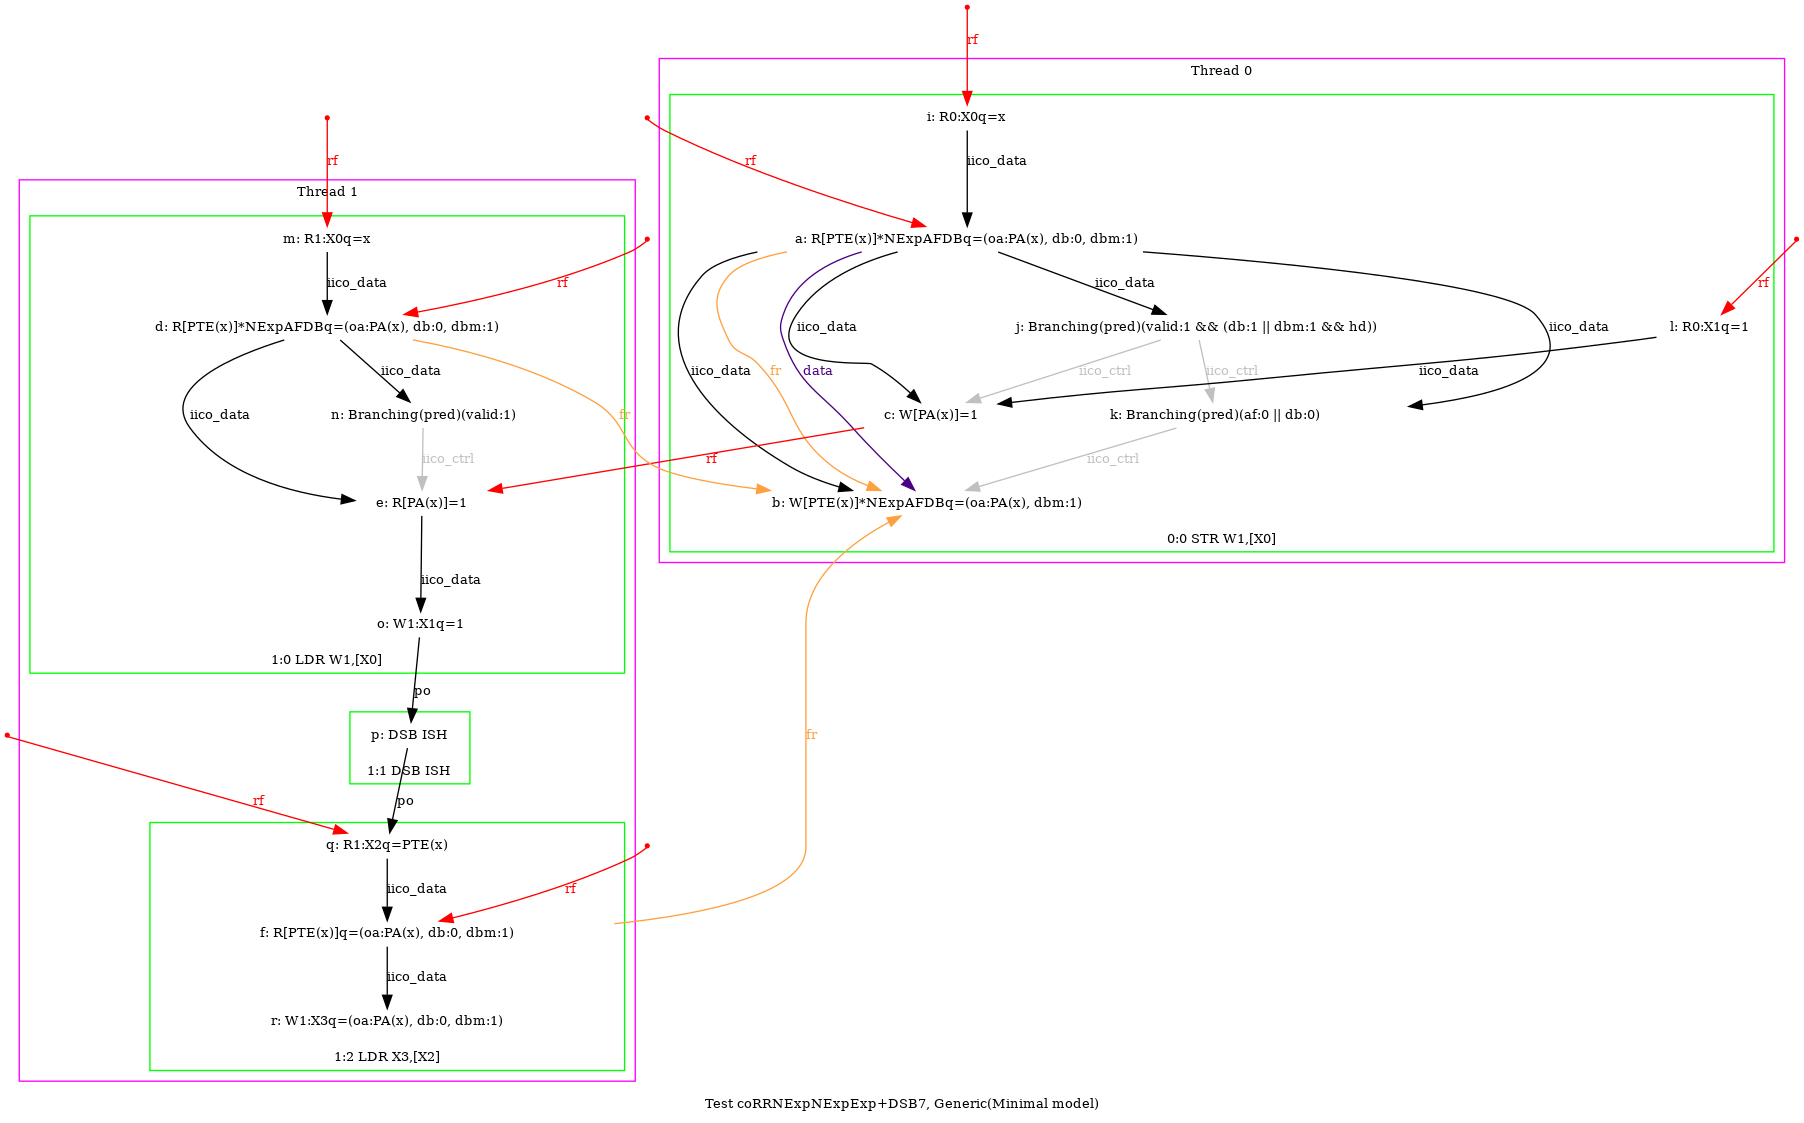 rf
Thread 0
i: R0:X0q=x
rf
rf
iico_data
Thread 1
m: R1:X0q=x
a: R[PTE(x)]*NExpAFDBq=(oa:PA(x), db:0, dbm:1)
iico_data
rf
iico_data
rf
d: R[PTE(x)]*NExpAFDBq=(oa:PA(x), db:0, dbm:1)
iico_data
j: Branching(pred)(valid:1 && (db:1 || dbm:1 && hd))
iico_data
l: R0:X1q=1
iico_data
iico_data
fr
data
iico_ctrl
iico_ctrl
iico_data
iico_data
n: Branching(pred)(valid:1)
fr
c: W[PA(x)]=1
k: Branching(pred)(af:0 || db:0)
iico_ctrl
rf
iico_ctrl
e: R[PA(x)]=1
b: W[PTE(x)]*NExpAFDBq=(oa:PA(x), dbm:1)
0:0 STR W1,[X0]
iico_data
o: W1:X1q=1
1:0 LDR W1,[X0]
po
p: DSB ISH
fr
1:1 DSB ISH
rf
po
q: R1:X2q=PTE(x)
iico_data
rf
f: R[PTE(x)]q=(oa:PA(x), db:0, dbm:1)
iico_data
r: W1:X3q=(oa:PA(x), db:0, dbm:1)
1:2 LDR X3,[X2]
Test coRRNExpNExpExp+DSB7, Generic(Minimal model)